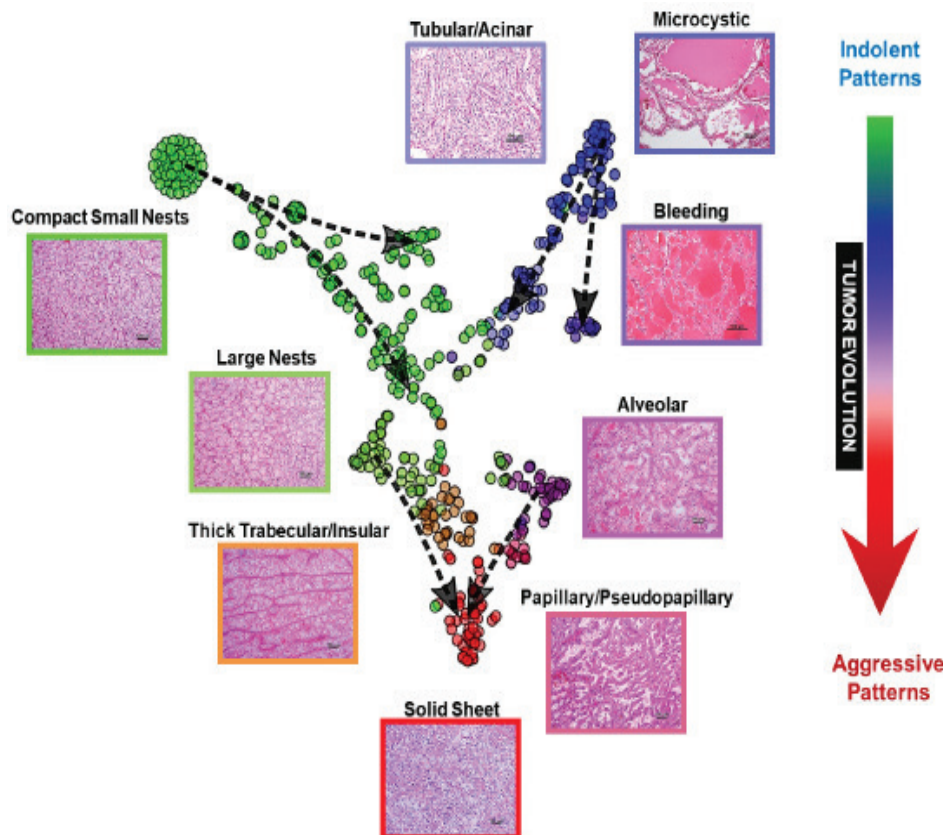 Tubular/Acinar
Microcystic
Indolent
Patterns
Compact Small Nests
Bleeding
TUMOR EVOLUTION
Large Nests
Alveolar
Thick Trabecular/Insular
Papillary/Pseudopapillary
Aggressive
Patterns
Solid Sheet